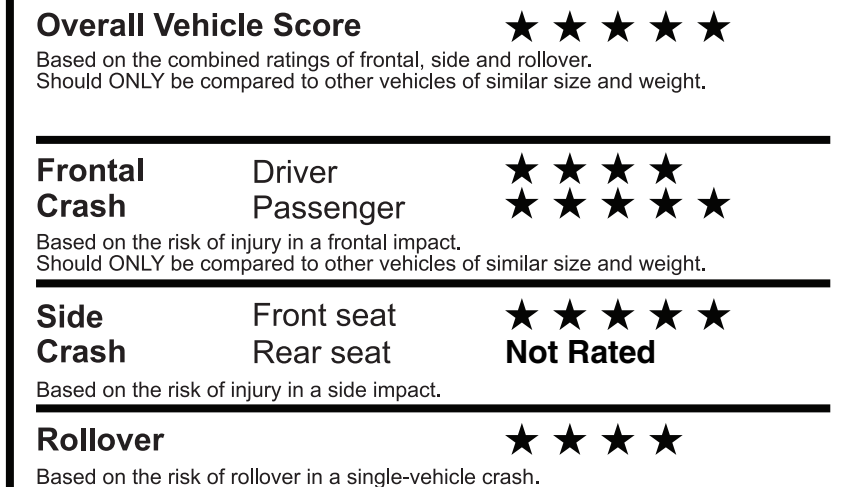 Overall Vehicle Score ★ ★ ★ ★ ★
Based on the combined ratings of frontal, side and rollover.
Should ONLY be compared to other vehicles of similar size and weight.
Frontal Driver ★ ★ ★ ★
Crash Passenger ★ ★ ★ ★ ★
Based on the risk of injury in a frontal impact.
Should ONLY be compared to other vehicles of similar size and weight.
Side Front seat ★ ★ ★ ★ ★
Crash Rear seat Not Rated
Based on the risk of injury in a side impact.
Rollover ★ ★ ★ ★
Based on the risk of rollover in a single-vehicle crash.